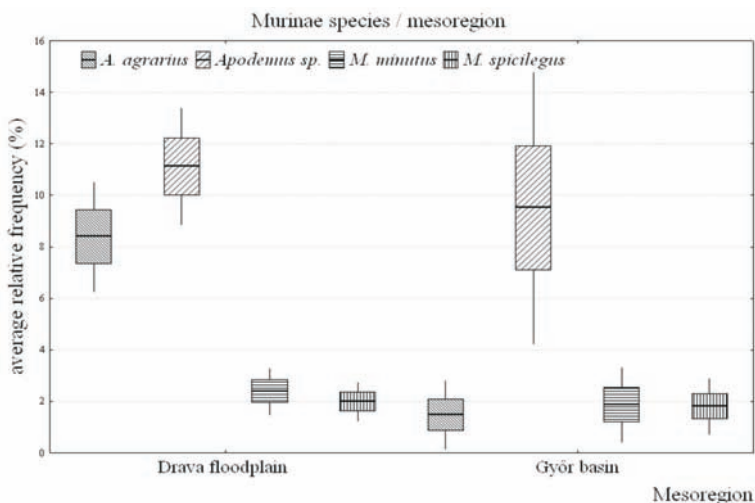 Murinae species / mesoregion
A. agrarius Apodemus sp. M. minutus M. spicilegus
average relative frequency (%)
16
14
12
10
8
6
4
2
0
Drava floodplain Győr basin
Mesoregion